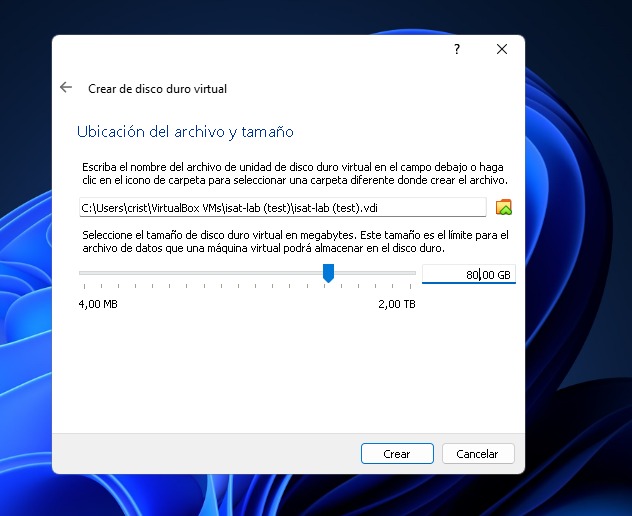 ?
Crear de disco duro virtual
Ubicación del archivo y tamaño
Escriba el nombre del archivo de unidad de disco duro virtual en el campo debajo o haga
clic en el icono de carpeta para seleccionar una carpeta diferente donde crear el archivo.
C:\Users\crist\VirtualBox VMs\isat-lab (test)\isat-lab (test).vdi
Seleccione el tamaño de disco duro virtual en megabytes. Este tamaño es el límite para el
archivo de datos que una máquina virtual podrá almacenar en el disco duro.
80,00 GB
4,00 MB 2,00 TB
Crear Cancelar